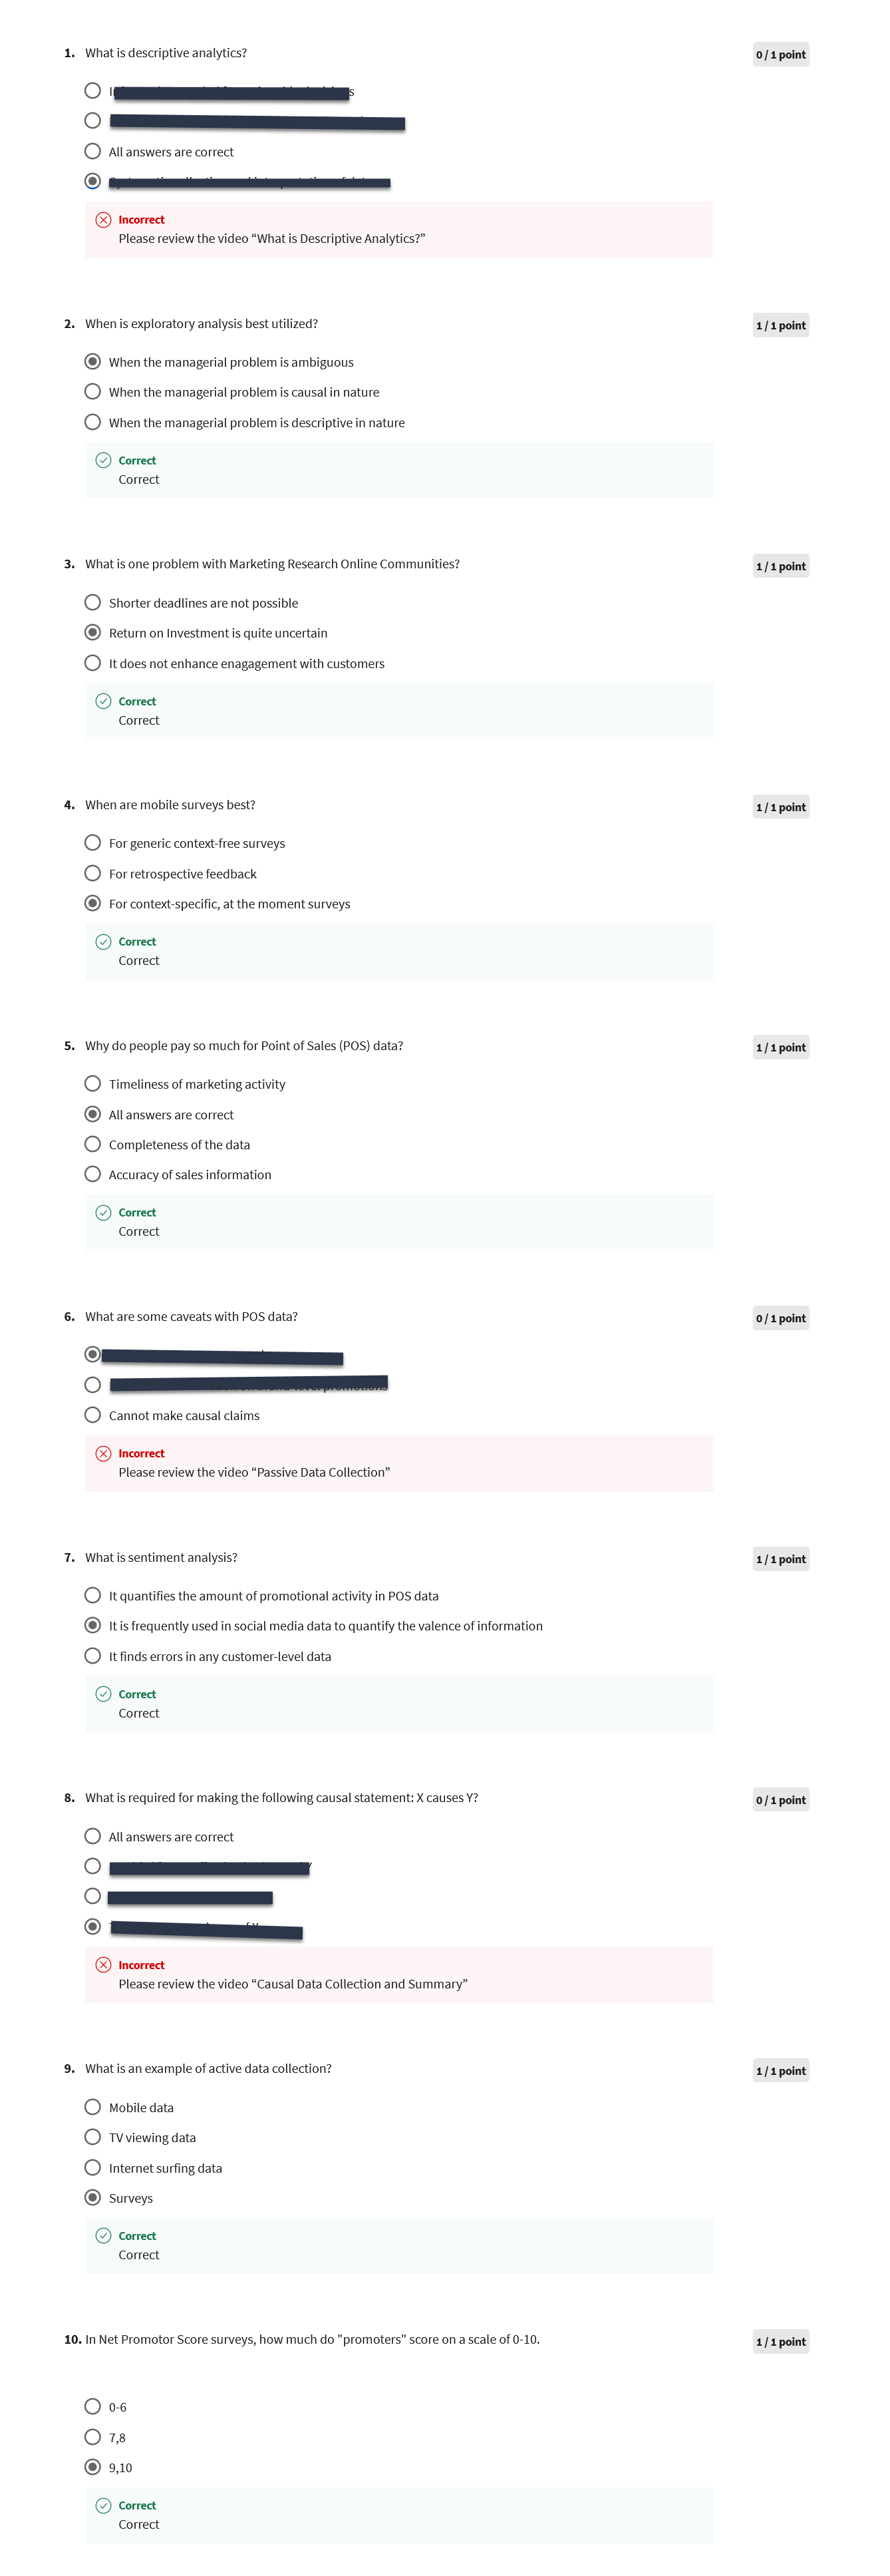 1. What is descriptive analytics?
0 / 1 point
All answers are correct
Incorrect
Please review the video “What is Descriptive Analytics?”
2. When is exploratory analysis best utilized?
1 / 1 point
When the managerial problem is ambiguous
When the managerial problem is causal in nature
When the managerial problem is descriptive in nature
Correct
Correct
3. What is one problem with Marketing Research Online Communities?
1 / 1 point
Shorter deadlines are not possible
Return on Investment is quite uncertain
It does not enhance enagagement with customers
Correct
Correct
4. When are mobile surveys best?
1 / 1 point
For generic context-free surveys
For retrospective feedback
For context-specific, at the moment surveys
Correct
Correct
5. Why do people pay so much for Point of Sales (POS) data?
1 / 1 point
Timeliness of marketing activity
All answers are correct
Completeness of the data
Accuracy of sales information
Correct
Correct
6. What are some caveats with POS data?
0 / 1 point
Cannot make causal claims
Incorrect
Please review the video “Passive Data Collection”
7. What is sentiment analysis?
1 / 1 point
It quantifies the amount of promotional activity in POS data
It is frequently used in social media data to quantify the valence of information
It finds errors in any customer-level data
Correct
Correct
8. What is required for making the following causal statement: X causes Y?
0 / 1 point
All answers are correct
Incorrect
Please review the video “Causal Data Collection and Summary”
9. What is an example of active data collection?
1 / 1 point
Mobile data
TV viewing data
Internet surfing data
Surveys
Correct
Correct
10. In Net Promotor Score surveys, how much do "promoters" score on a scale of 0-10.
1 / 1 point
0-6
7,8
9,10
Correct
Correct